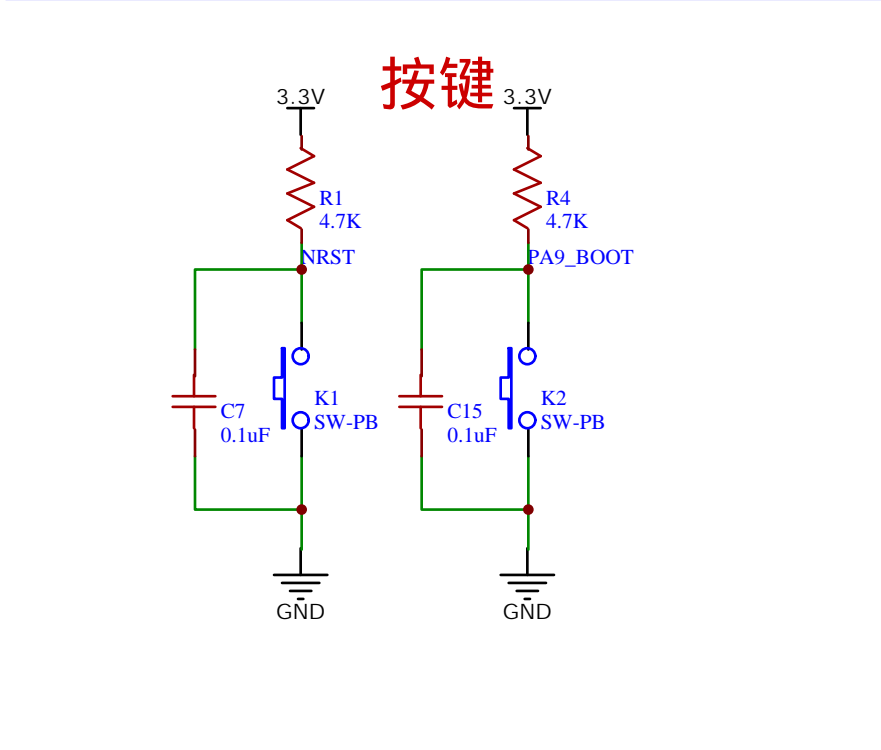 按键
3.3V
R1
4.7K
NRST
C7
0.1uF
K1
SW-PB
GND
3.3V
R4
4.7K
PA9_BOOT
C15
0.1uF
K2
SW-PB
GND